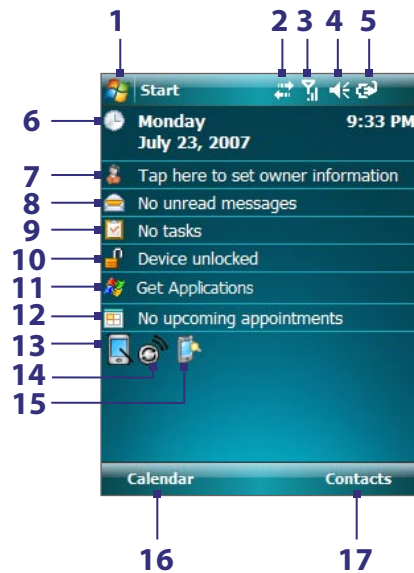 1 2 3 4 5
Start
6 Monday 9:33 PM
July 23, 2007
7 Tap here to set owner information
8 No unread messages
9 No tasks
10 Device unlocked
11 Get Applications
12 No upcoming appointments
13
14
15
Calendar Contacts
16 17